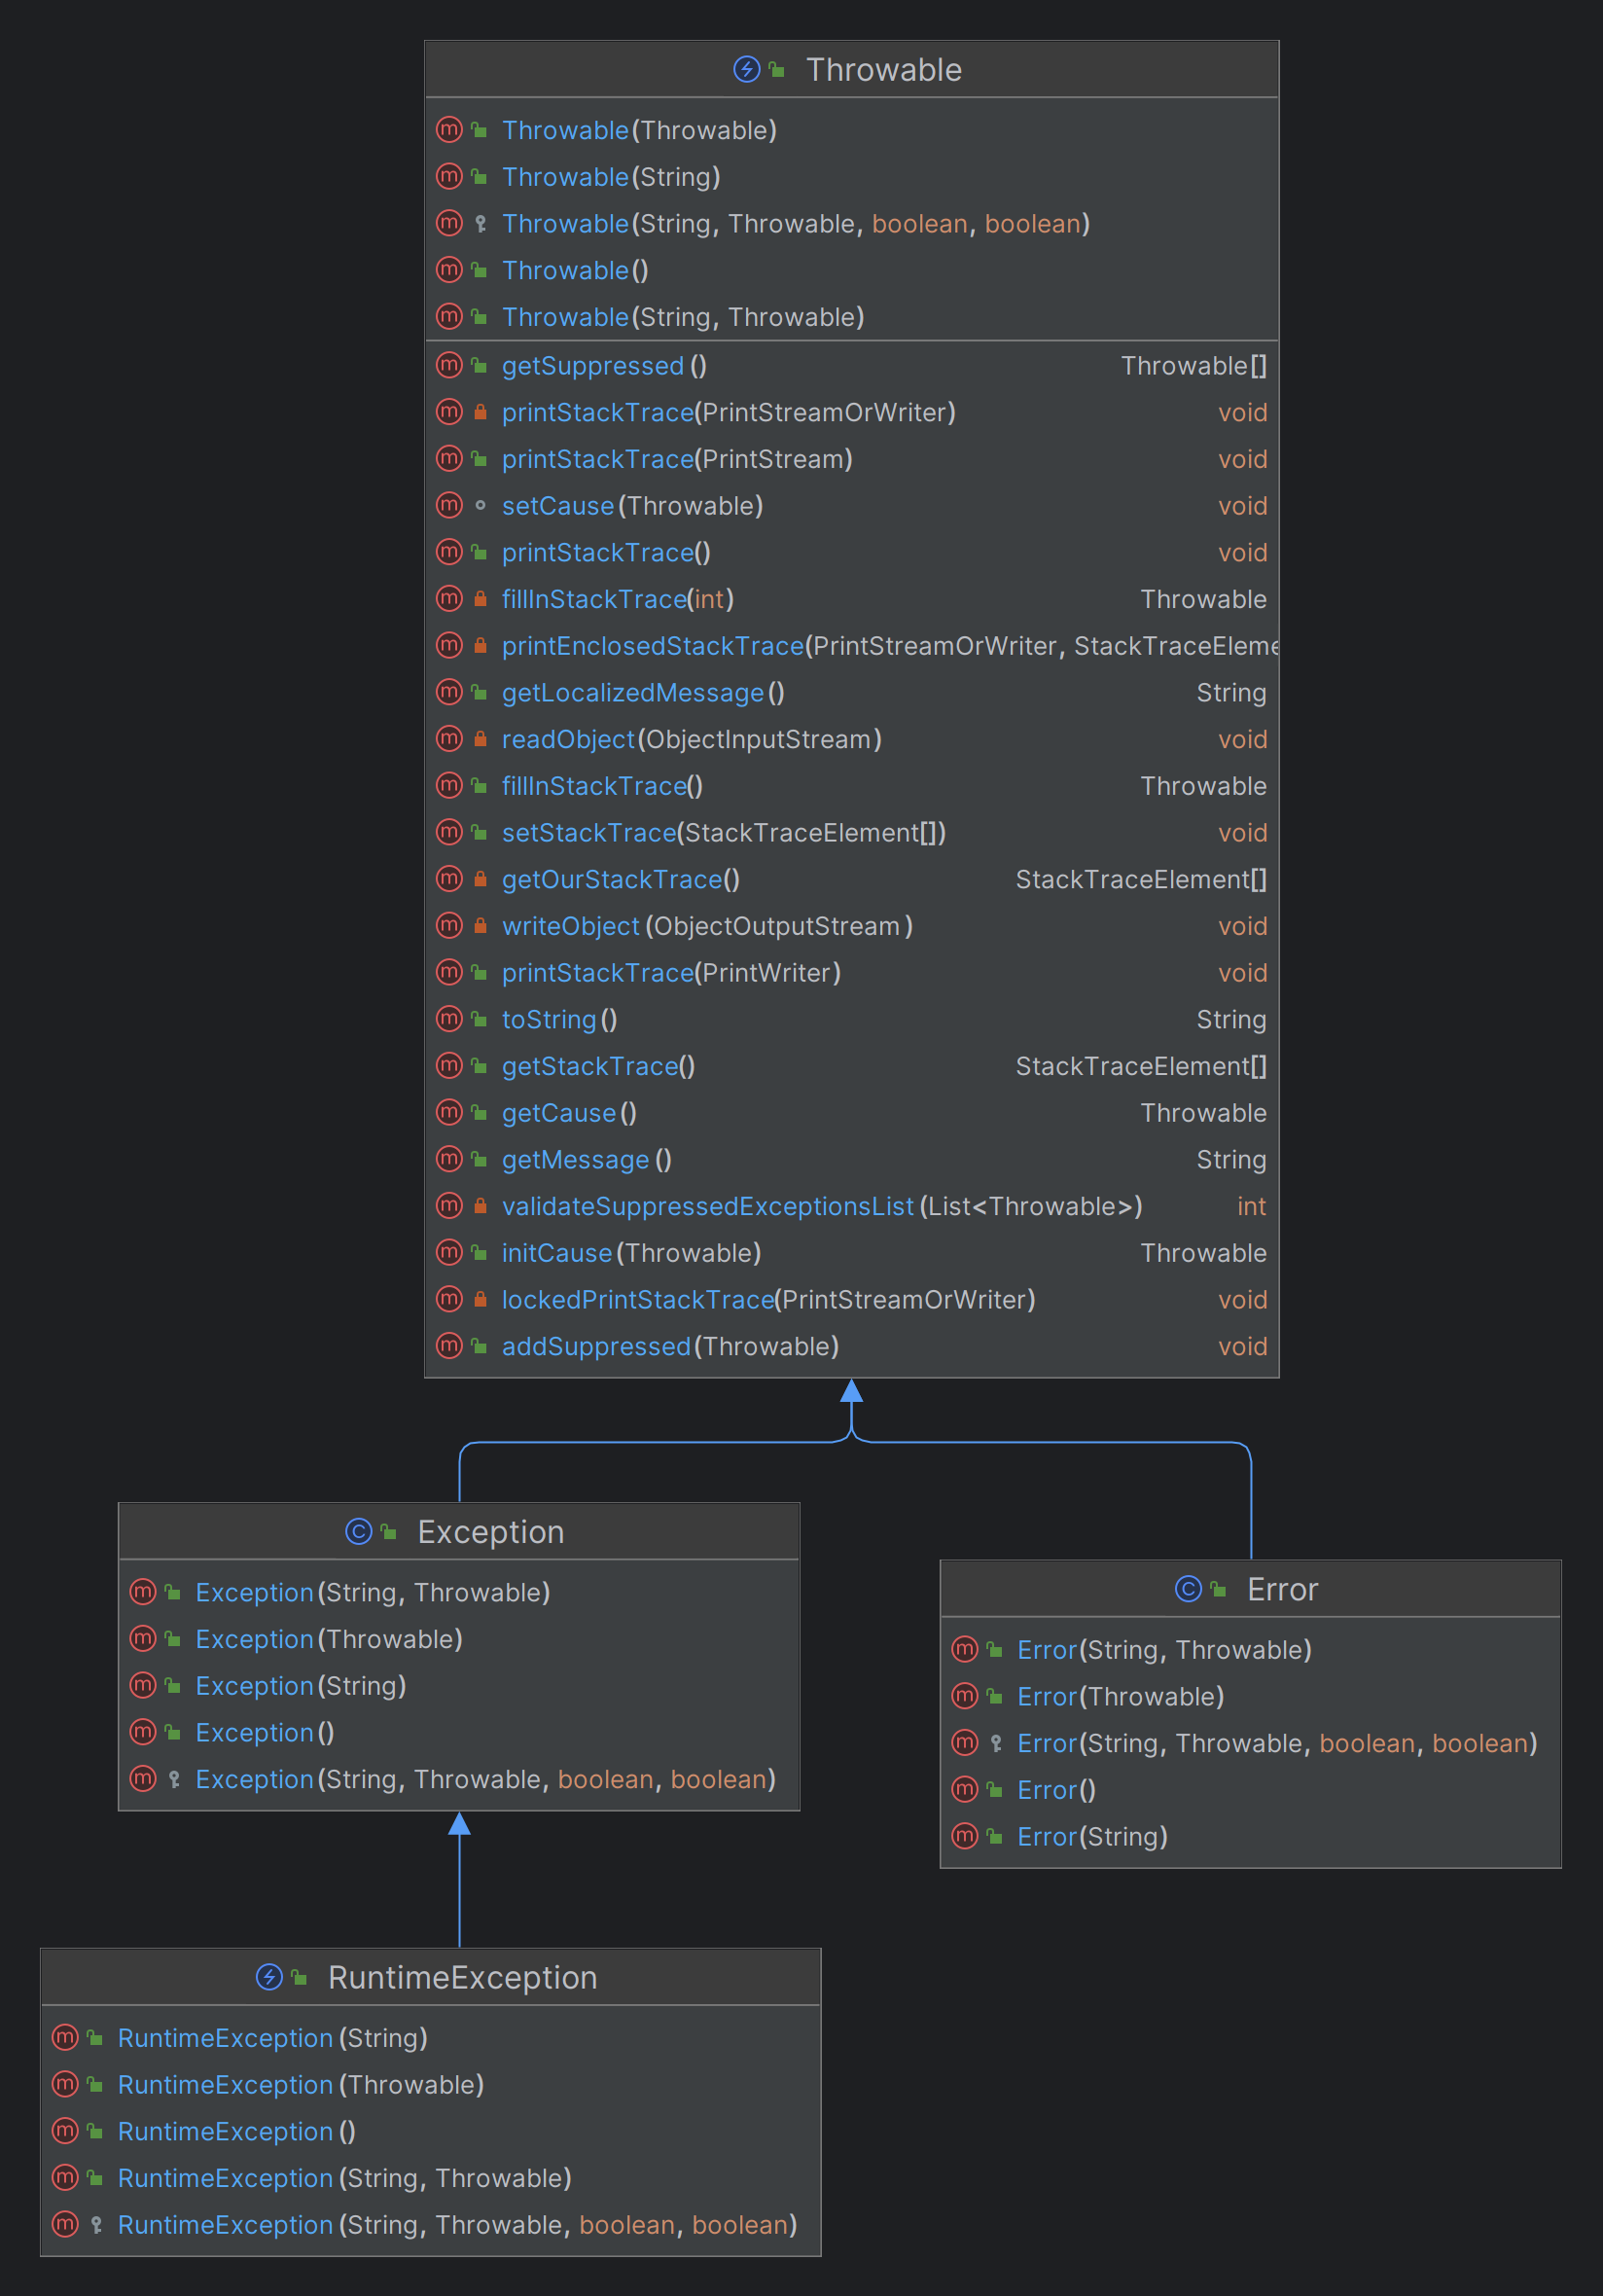 Throwable
Throwable(Throwable)
Throwable(String)
Throwable(String, Throwable, boolean, boolean)
Throwable()
Throwable(String, Throwable)
getSuppressed() Throwable[]
printStackTrace(PrintStreamOrWriter) void
printStackTrace(PrintStream) void
setCause(Throwable) void
printStackTrace() void
fillInStackTrace(int) Throwable
printEnclosedStackTrace(PrintStreamOrWriter, StackTraceEleme
getLocalizedMessage() String
readObject(ObjectInputStream) void
fillInStackTrace() Throwable
setStackTrace(StackTraceElement[]) void
getOurStackTrace() StackTraceElement[]
writeObject(ObjectOutputStream) void
printStackTrace(PrintWriter) void
toString() String
getStackTrace() StackTraceElement[]
getCause() Throwable
getMessage() String
validateSuppressedExceptionsList(List<Throwable>) int
initCause(Throwable) Throwable
lockedPrintStackTrace(PrintStreamOrWriter) void
addSuppressed(Throwable) void
Exception
Exception(String, Throwable)
Exception(Throwable)
Exception(String)
Exception()
Exception(String, Throwable, boolean, boolean)
Error
Error(String, Throwable)
Error(Throwable)
Error(String, Throwable, boolean, boolean)
Error()
Error(String)
RuntimeException
RuntimeException(String)
RuntimeException(Throwable)
RuntimeException()
RuntimeException(String, Throwable)
RuntimeException(String, Throwable, boolean, boolean)